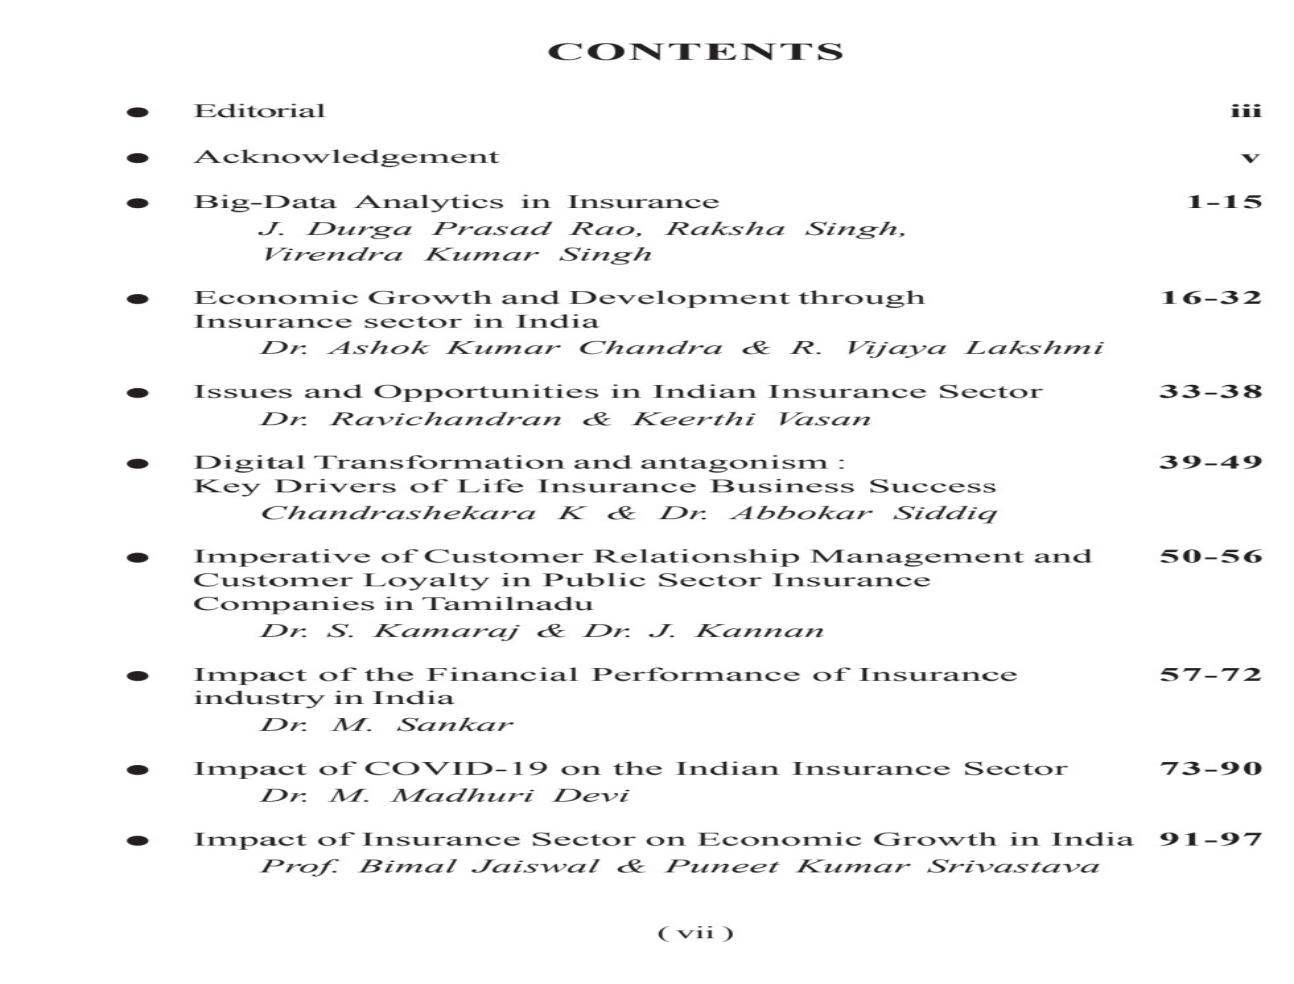 CONTENTS
● Editorial iii
● Acknowledgement v
● Big-Data Analytics in Insurance 1-15
J. Durga Prasad Rao, Raksha Singh,
Virendra Kumar Singh
● Economic Growth and Development through 16-32
Insurance sector in India
Dr. Ashok Kumar Chandra & R. Vijaya Lakshmi
● Issues and Opportunities in Indian Insurance Sector 33-38
Dr. Ravichandran & Keerthi Vasan
● Digital Transformation and antagonism : 39-49
Key Drivers of Life Insurance Business Success
Chandrashekara K & Dr. Abbokar Siddiq
● Imperative of Customer Relationship Management and 50-56
Customer Loyalty in Public Sector Insurance
Companies in Tamilnadu
Dr. S. Kamaraj & Dr. J. Kannan
● Impact of the Financial Performance of Insurance 57-72
industry in India
Dr. M. Sankar
● Impact of COVID-19 on the Indian Insurance Sector 73-90
Dr. M. Madhuri Devi
● Impact of Insurance Sector on Economic Growth in India 91-97
Prof. Bimal Jaiswal & Puneet Kumar Srivastava
( vii )